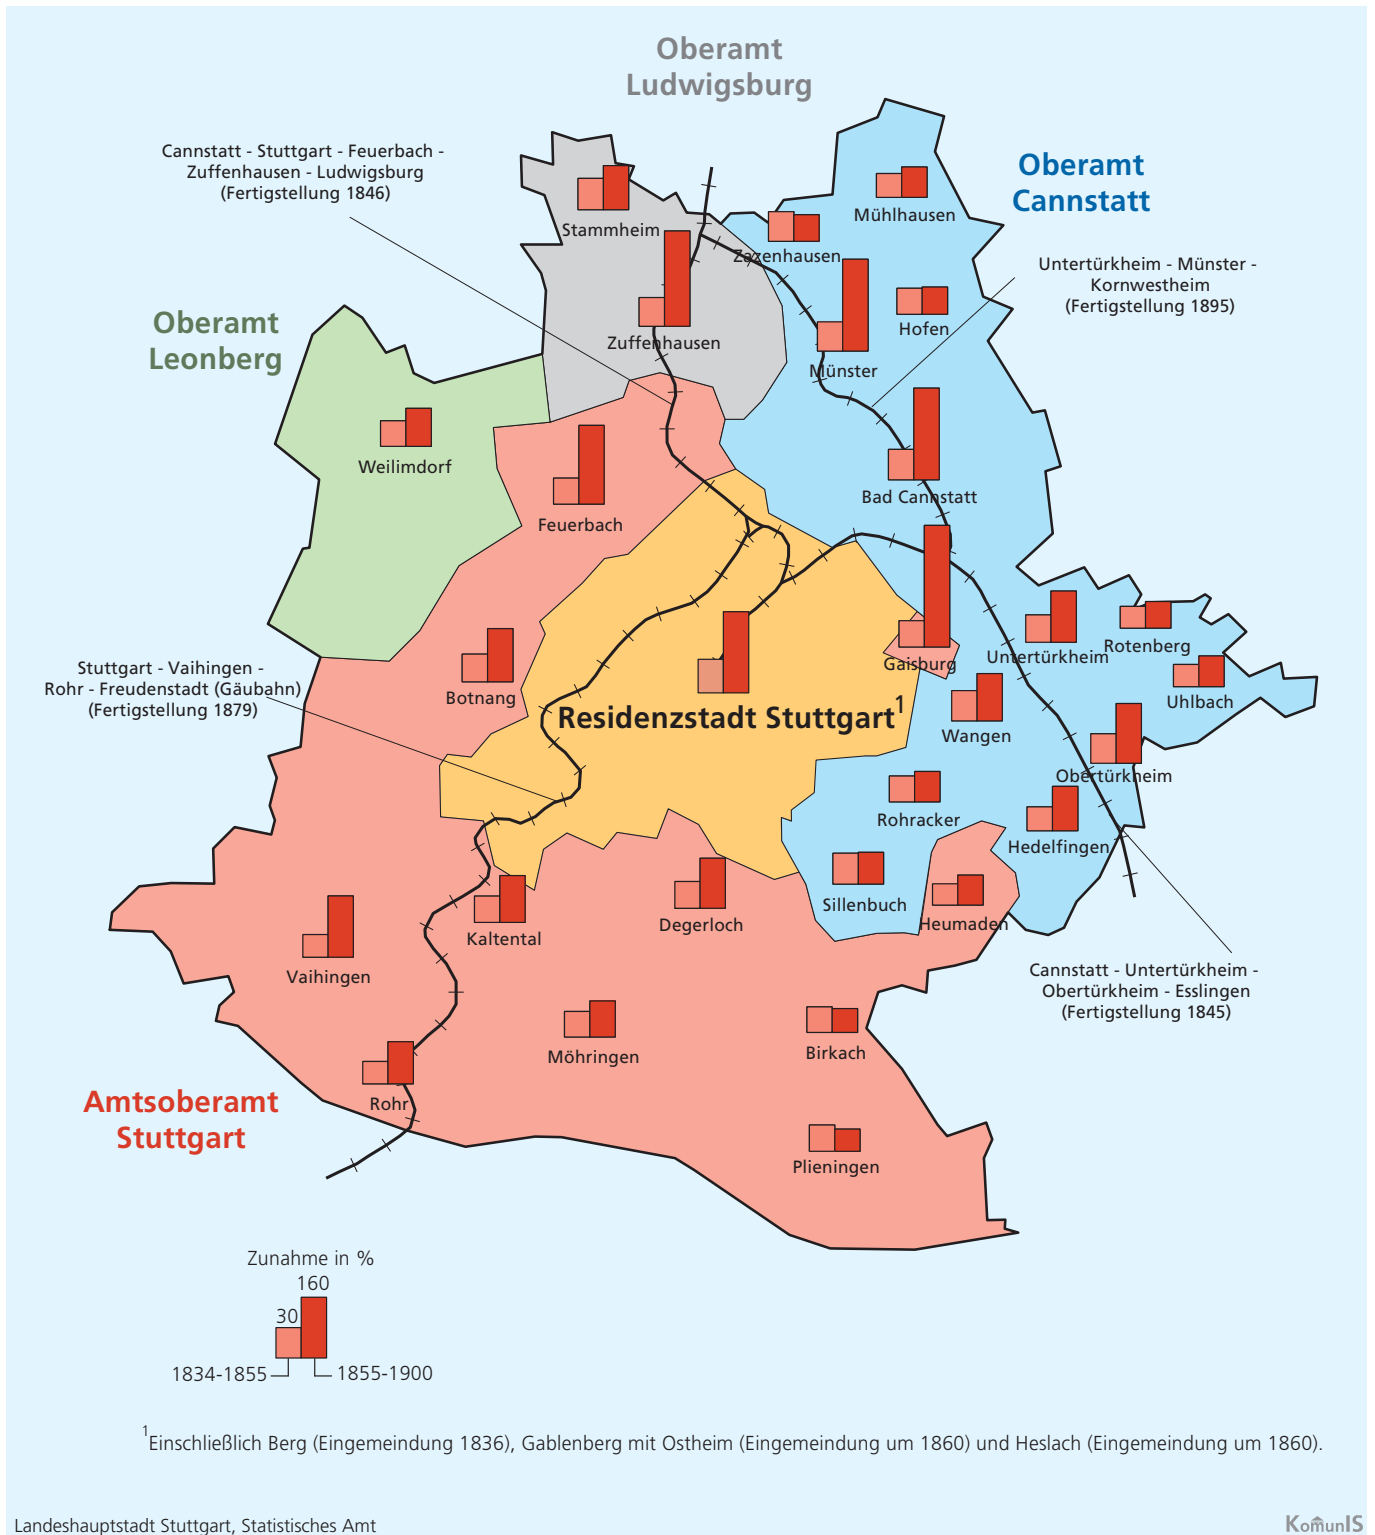 Oberamt
Ludwigsburg
Cannstatt - Stuttgart - Feuerbach -
Zuffenhausen - Ludwigsburg
(Fertigstellung 1846)
Oberamt
Cannstatt
Mühlhausen
Stammheim
Zazenhausen
Untertürkheim - Münster -
Kornwestheim
(Fertigstellung 1895)
Hofen
Oberamt
Leonberg
Zuffenhausen
Münster
Weilimdorf
Bad Cannstatt
Feuerbach
Rotenberg
Untertürkheim
Gaisburg
Stuttgart - Vaihingen -
Rohr - Freudenstadt (Gäubahn)
(Fertigstellung 1879)
Botnang
Uhlbach
Residenzstadt Stuttgart1
Wangen
Obertürkheim
Rohracker
Hedelfingen
Sillenbuch
Heumaden
Degerloch
Kaltental
Vaihingen
Cannstatt - Untertürkheim -
Obertürkheim - Esslingen
(Fertigstellung 1845)
Möhringen
Birkach
Rohr
Amtsoberamt
Stuttgart
Plieningen
Zunahme in %
160
30
1834-1855
1855-1900
1Einschließlich Berg (Eingemeindung 1836), Gablenberg mit Ostheim (Eingemeindung um 1860) und Heslach (Eingemeindung um 1860).
Landeshauptstadt Stuttgart, Statistisches Amt
KomunIS